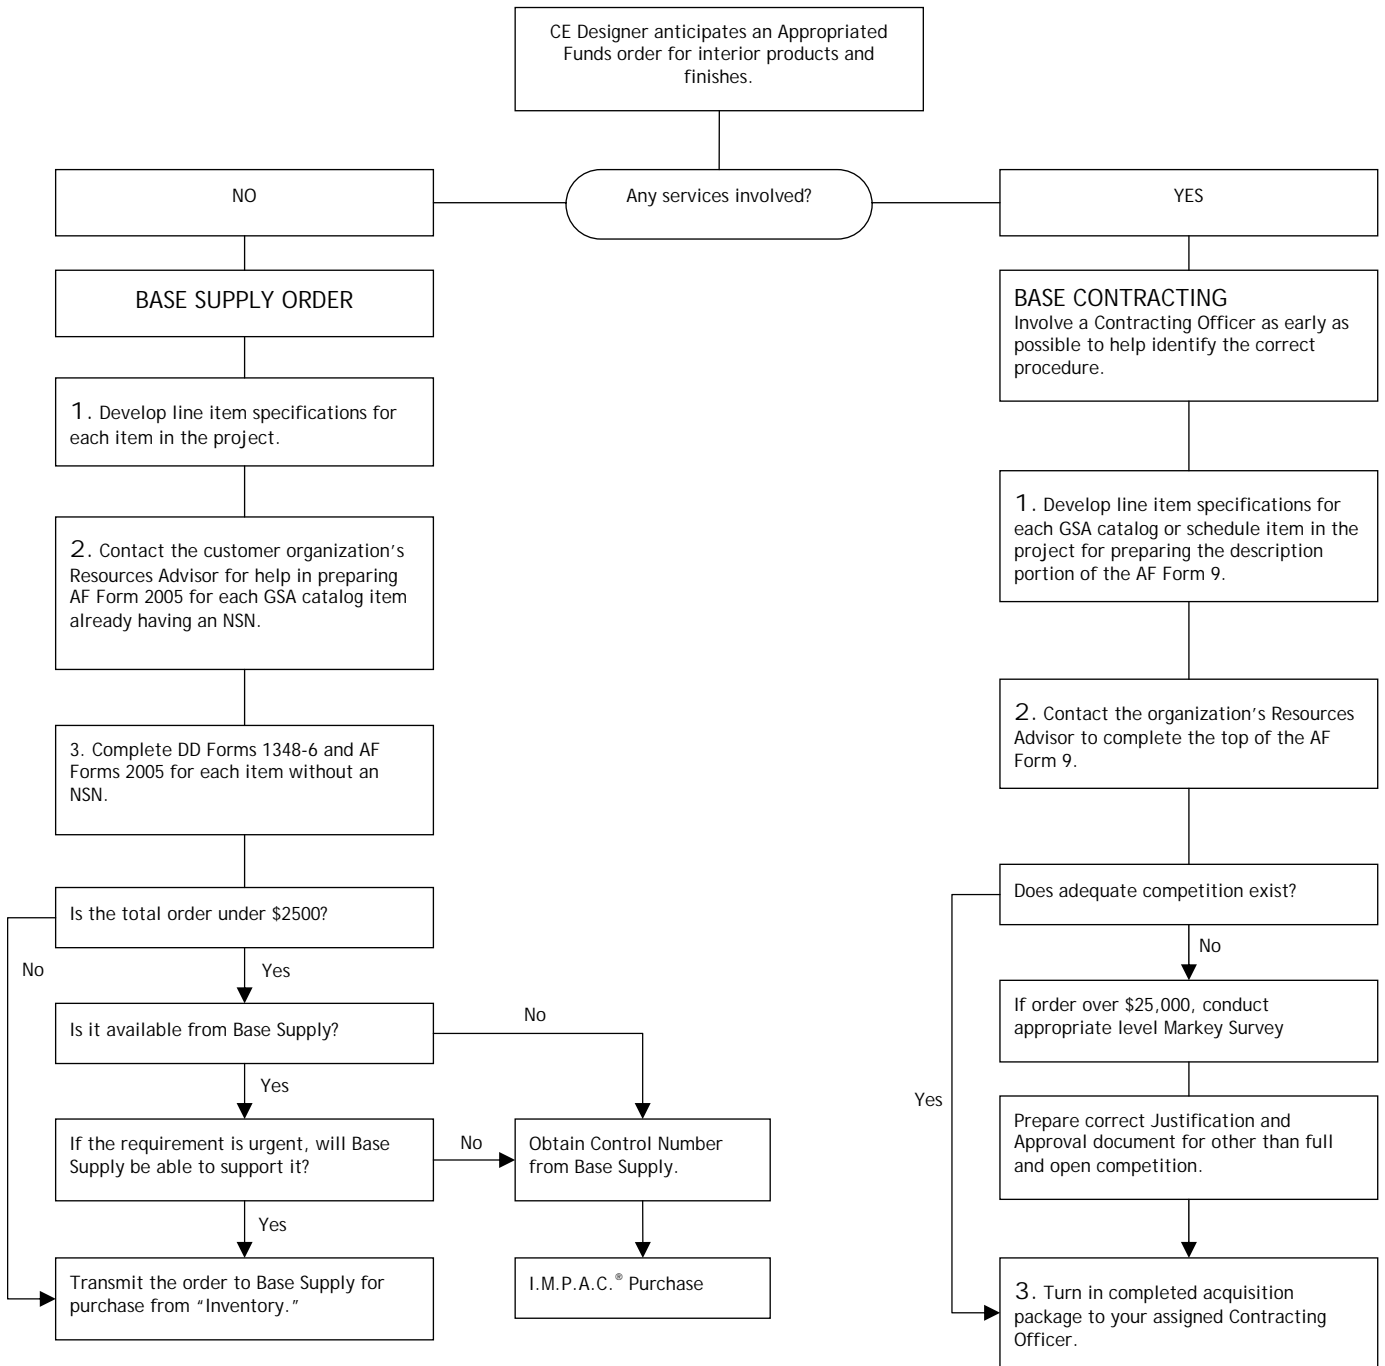 CE Designer anticipates an Appropriated
Funds order for interior products and
finishes.
Any services involved?
NO
BASE SUPPLY ORDER
1. Develop line item specifications for
each item in the project.
2. Contact the customer organization's
Resources Advisor for help in preparing
AF Form 2005 for each GSA catalog item
already having an NSN.
3. Complete DD Forms 1348-6 and AF
Forms 2005 for each item without an
NSN.
Is the total order under $2500?
No
Yes
Is it available from Base Supply?
No
Yes
If the requirement is urgent, will Base
Supply be able to support it?
No
Yes
Obtain Control Number
from Base Supply.
Transmit the order to Base Supply for
purchase from "Inventory."
I.M.P.A.C.® Purchase
YES
BASE CONTRACTING
Involve a Contracting Officer as early as
possible to help identify the correct
procedure.
1. Develop line item specifications for
each GSA catalog or schedule item in the
project for preparing the description
portion of the AF Form 9.
2. Contact the organization's Resources
Advisor to complete the top of the AF
Form 9.
Does adequate competition exist?
No
Yes
If order over $25,000, conduct
appropriate level Markey Survey
Prepare correct Justification and
Approval document for other than full
and open competition.
3. Turn in completed acquisition
package to your assigned Contracting
Officer.